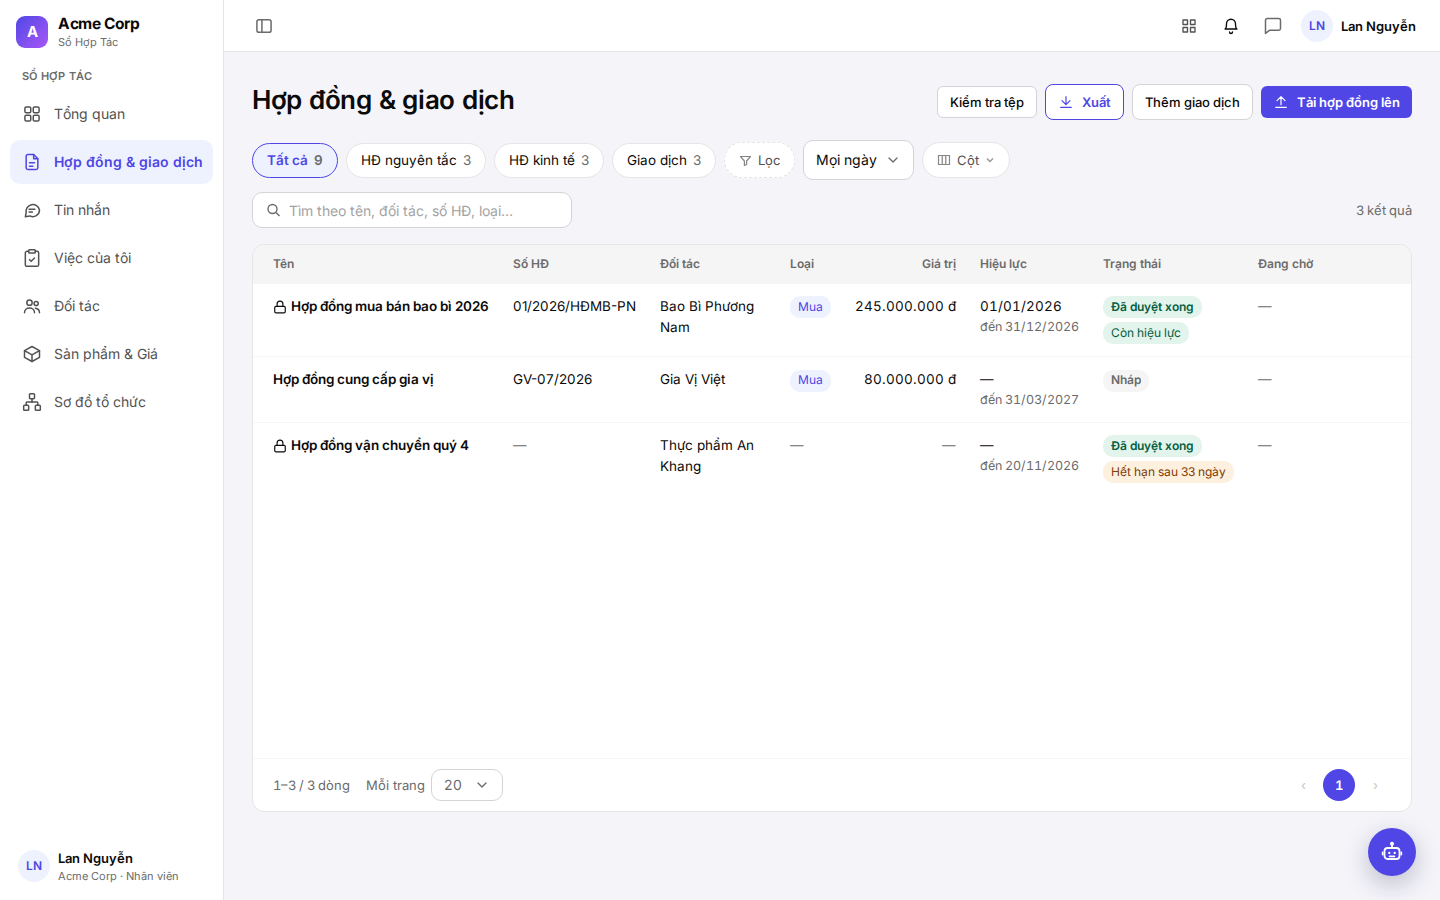 A
Acme Corp
Sổ Hợp Tác
SỔ HỢP TÁC
Tổng quan
Hợp đồng & giao dịch
Tin nhắn
Việc của tôi
Đối tác
Sản phẩm & Giá
Sơ đồ tổ chức
LN
Lan Nguyễn
Acme Corp · Nhân viên
LN
Lan Nguyễn
Hợp đồng & giao dịch
Kiểm tra tệp
Xuất
Thêm giao dịch
Tải hợp đồng lên
Tất cả 9
HĐ nguyên tắc 3
HĐ kinh tế 3
Giao dịch 3
Lọc
Mọi ngày
Cột
Tìm theo tên, đối tác, số HĐ, loại...
3 kết quả
Tên Số HĐ Đối tác Loại Giá trị Hiệu lực Trạng thái Đang chờ
Hợp đồng mua bán bao bì 2026 01/2026/HĐMB-PN Bao Bì Phương Mua 245.000.000 đ 01/01/2026 Đã duyệt xong —
Nam đến 31/12/2026 Còn hiệu lực
Hợp đồng cung cấp gia vị GV-07/2026 Gia Vị Việt Mua 80.000.000 đ — Nháp —
đến 31/03/2027
Hợp đồng vận chuyển quý 4 — Thực phẩm An — — — Đã duyệt xong —
Khang đến 20/11/2026 Hết hạn sau 33 ngày
1–3 / 3 dòng Mỗi trang 20 ‹ 1 ›